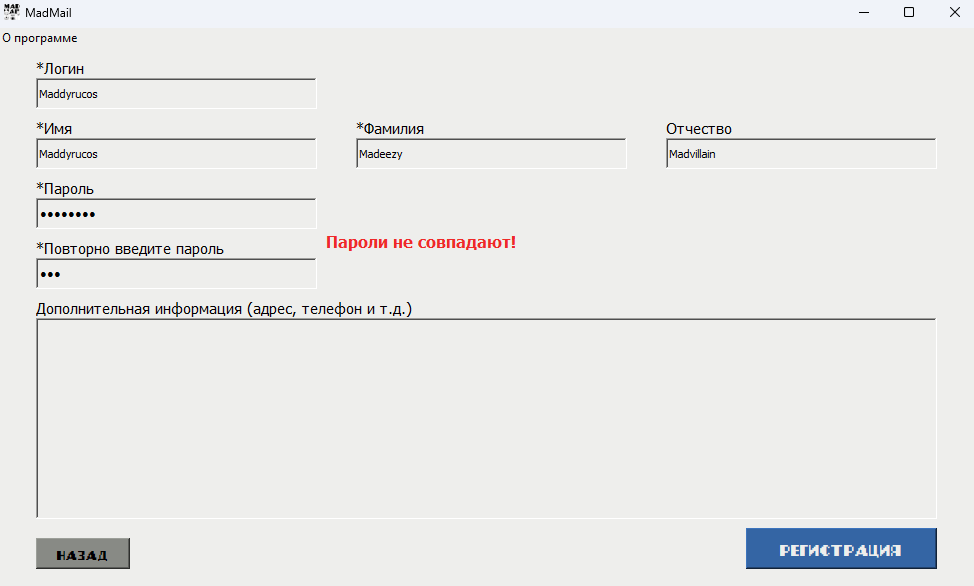 MadMail
О программе
*Логин
Maddyrucos
*Имя
*Фамилия
Отчество
Maddyrucos
Madeezy
Madvillain
*Пароль
••••••••
Пароли не совпадают!
*Повторно введите пароль
•••
Дополнительная информация (адрес, телефон и т.д.)
НАЗАД
РЕГИСТРАЦИЯ